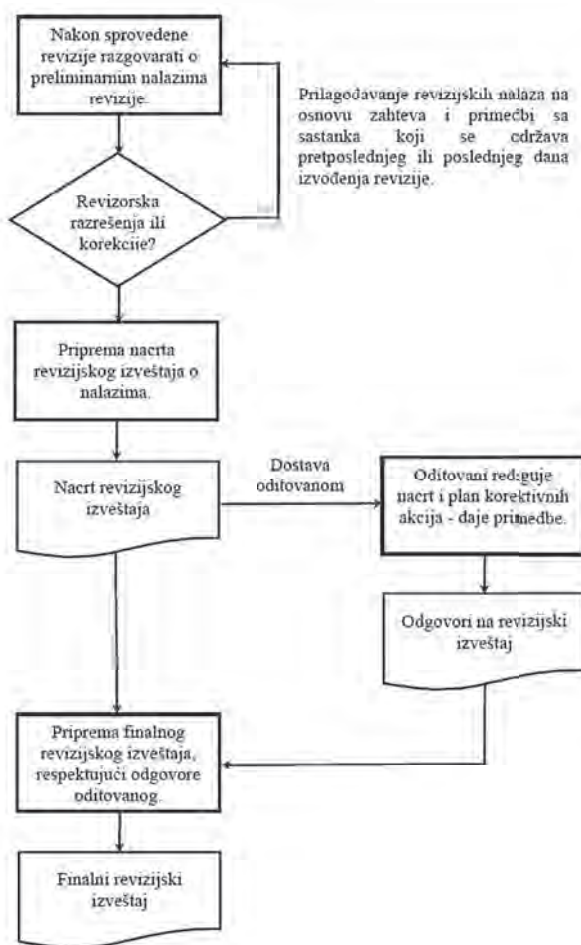 Nakon sprovedene
revizije razgovarati o
preliminarnim nalazima
revizije.
Prilagođavanje revizijskih nalaza na
osnovu zahteva i primedbi sa
sastanka koji se održava
pretposlednjeg ili poslednjeg dana
izvođenja revizije.
Revizorska
razrešenja ili
korekcije?
Priprema nacrta
revizijskog izveštaja o
nalazima.
Nacrt revizijskog
izveštaja
Dostava
oditovanom
Oditovani rediguje
nacrt i plan korektivnih
akcija - daje primedbe.
Odgovori na revizijski
izveštaj
Priprema finalnog
revizijskog izveštaja,
respektujući odgovore
oditovanog.
Finalni revizijski
izveštaj